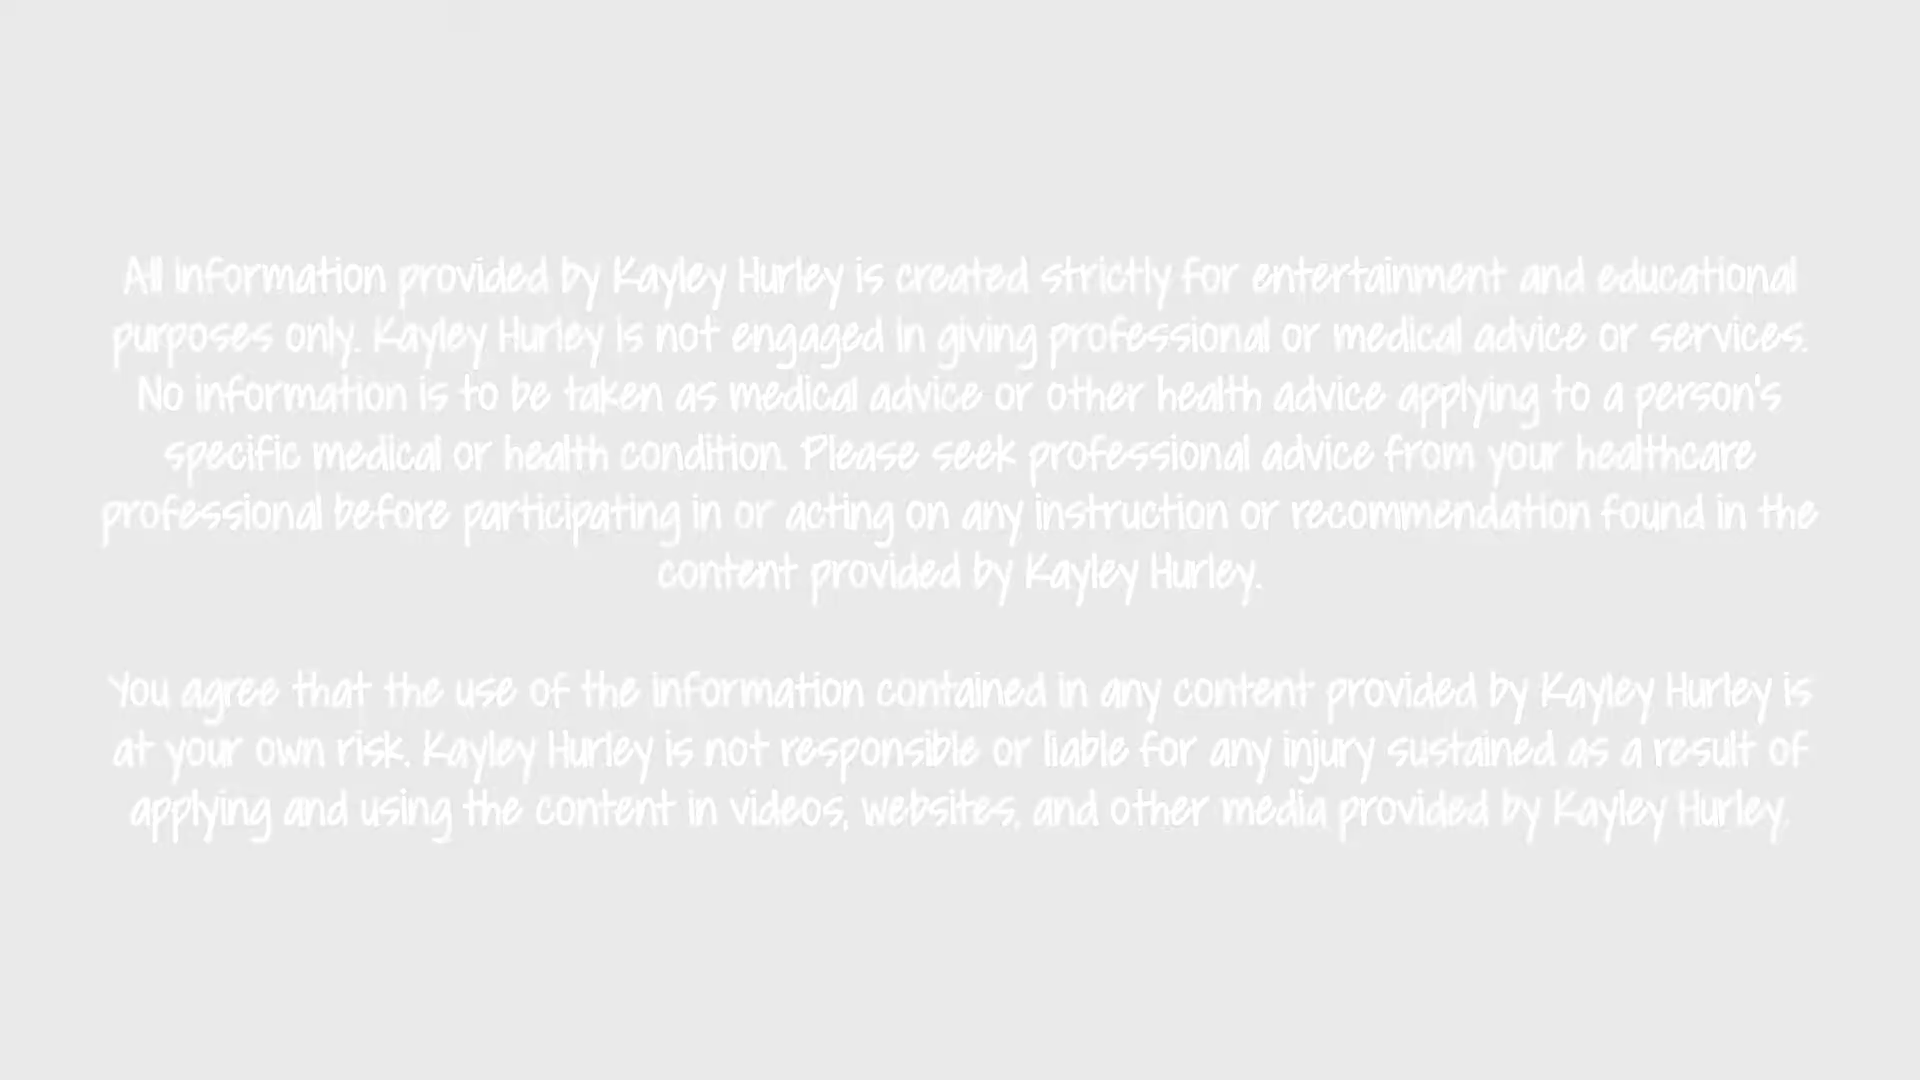 All information provided by Kayley Hurley is created strictly for entertainment and educational
purposes only. Kayley Hurley is not engaged in giving professional or medical advice or services.
No information is to be taken as medical advice or other health advice applying to a person's
specific medical or health condition. Please seek professional advice from your healthcare
professional before participating in or acting on any instruction or recommendation found in the
content provided by Kayley Hurley.
You agree that the use of the information contained in any content provided by Kayley Hurley is
at your own risk. Kayley Hurley is not responsible or liable for any injury sustained as a result of
applying and using the content in videos, websites, and other media provided by Kayley Hurley.